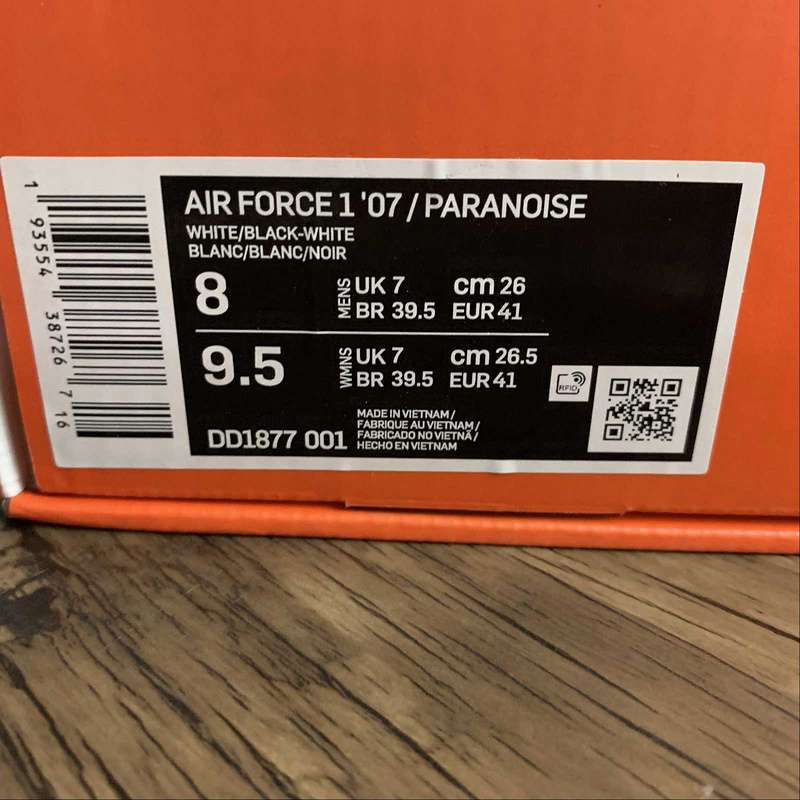 AIR FORCE 1 '07 / PARANOISE
WHITE/BLACK-WHITE
BLANC/BLANC/NOIR
8 MENS UK 7 cm 26
BR 39.5 EUR 41
9.5 WMNS UK 7 cm 26.5
BR 39.5 EUR 41
RFID
DD1877 001
MADE IN VIETNAM /
FABRIQUE AU VIETNAM /
FABRICADO NO VIETNÃ /
HECHO EN VIETNAM
1 93554 38726 716